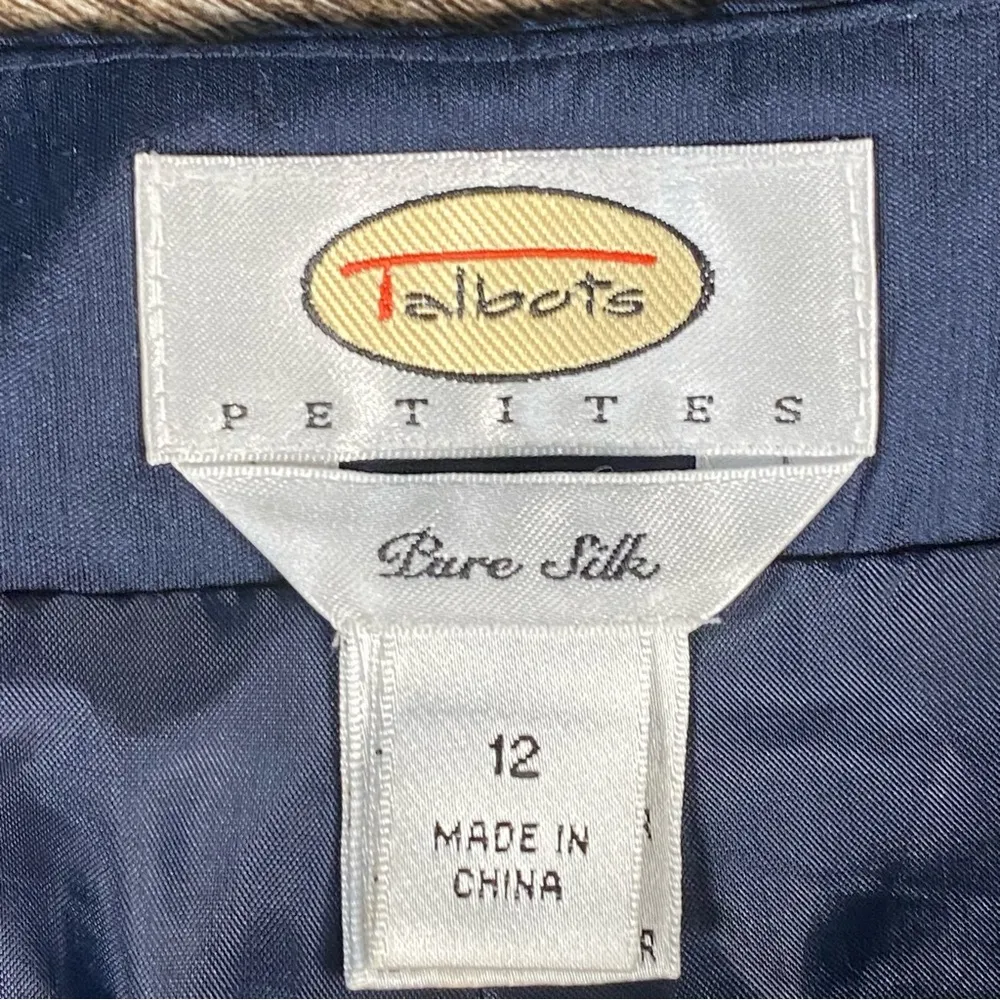 Talbots
PETITES
Pure Silk
12
MADE IN
CHINA
R